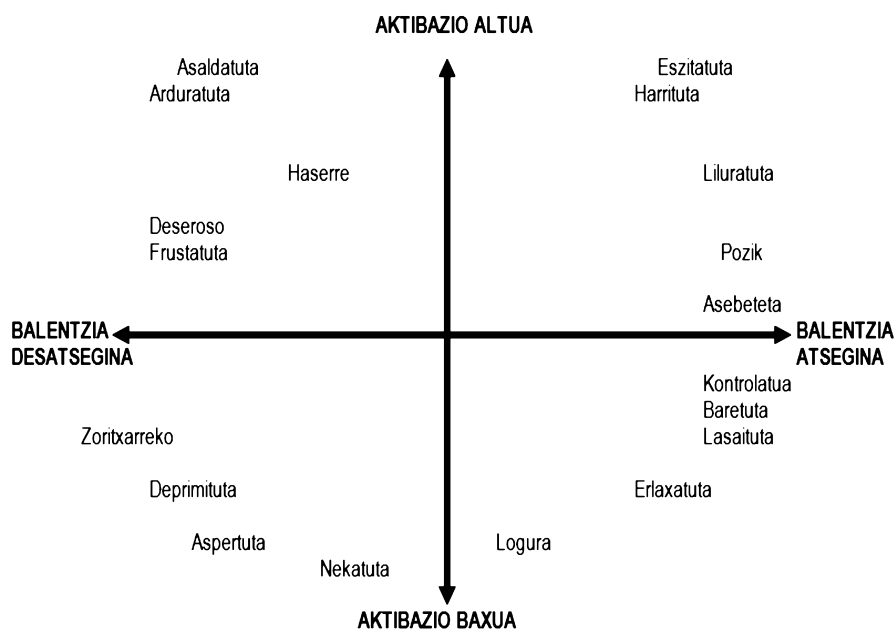 AKTIBAZIO ALTUA
Asaldatuta
Eszitatuta
Arduratuta
Harrituta
Haserre
Liluratuta
Deseroso
Frustatuta
Pozik
Asebeteta
BALENTZIA
DESATSEGINA
BALENTZIA
ATSEGINA
Kontrolatua
Baretuta
Zoritxarreko
Lasaituta
Deprimituta
Erlaxatuta
Aspertuta
Logura
Nekatuta
AKTIBAZIO BAXUA